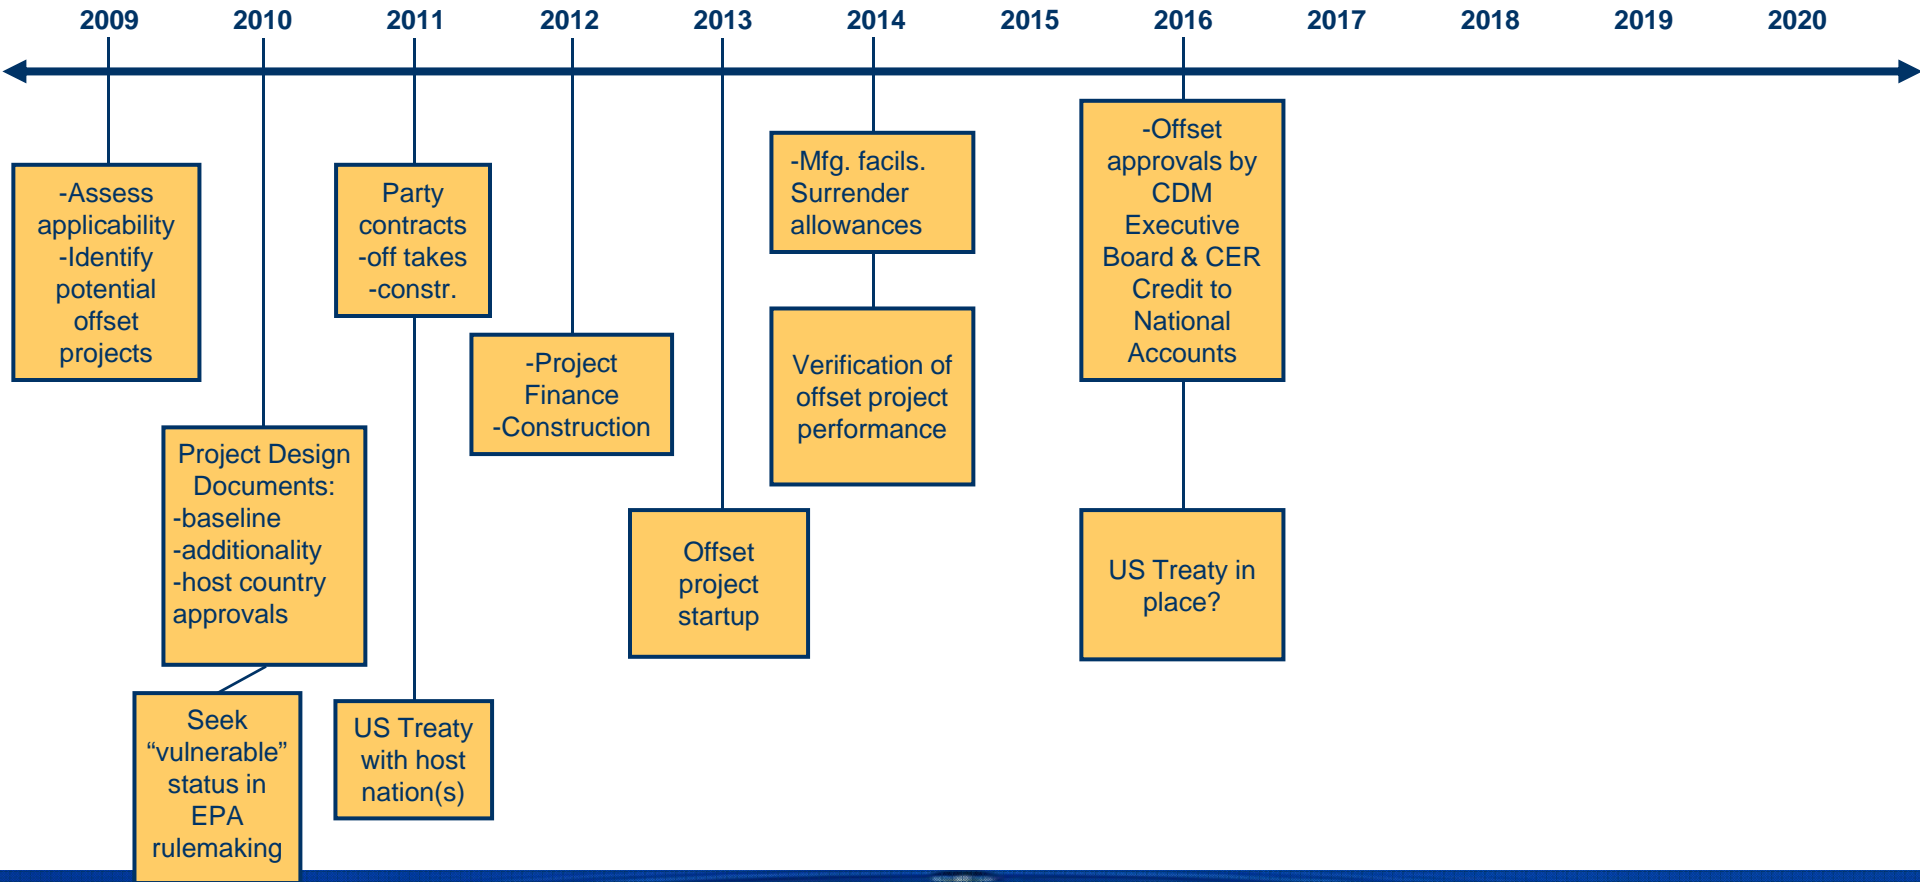 2009 2010 2011 2012 2013 2014 2015 2016 2017 2018 2019 2020
-Assess
applicability
-Identify
potential
offset
projects
Project Design
Documents:
-baseline
-additionality
-host country
approvals
Seek
“vulnerable”
status in
EPA
rulemaking
Party
contracts
-off takes
-constr.
US Treaty
with host
nation(s)
-Project
Finance
-Construction
Offset
project
startup
-Mfg. facils.
Surrender
allowances
Verification of
offset project
performance
-Offset
approvals by
CDM
Executive
Board & CER
Credit to
National
Accounts
US Treaty in
place?